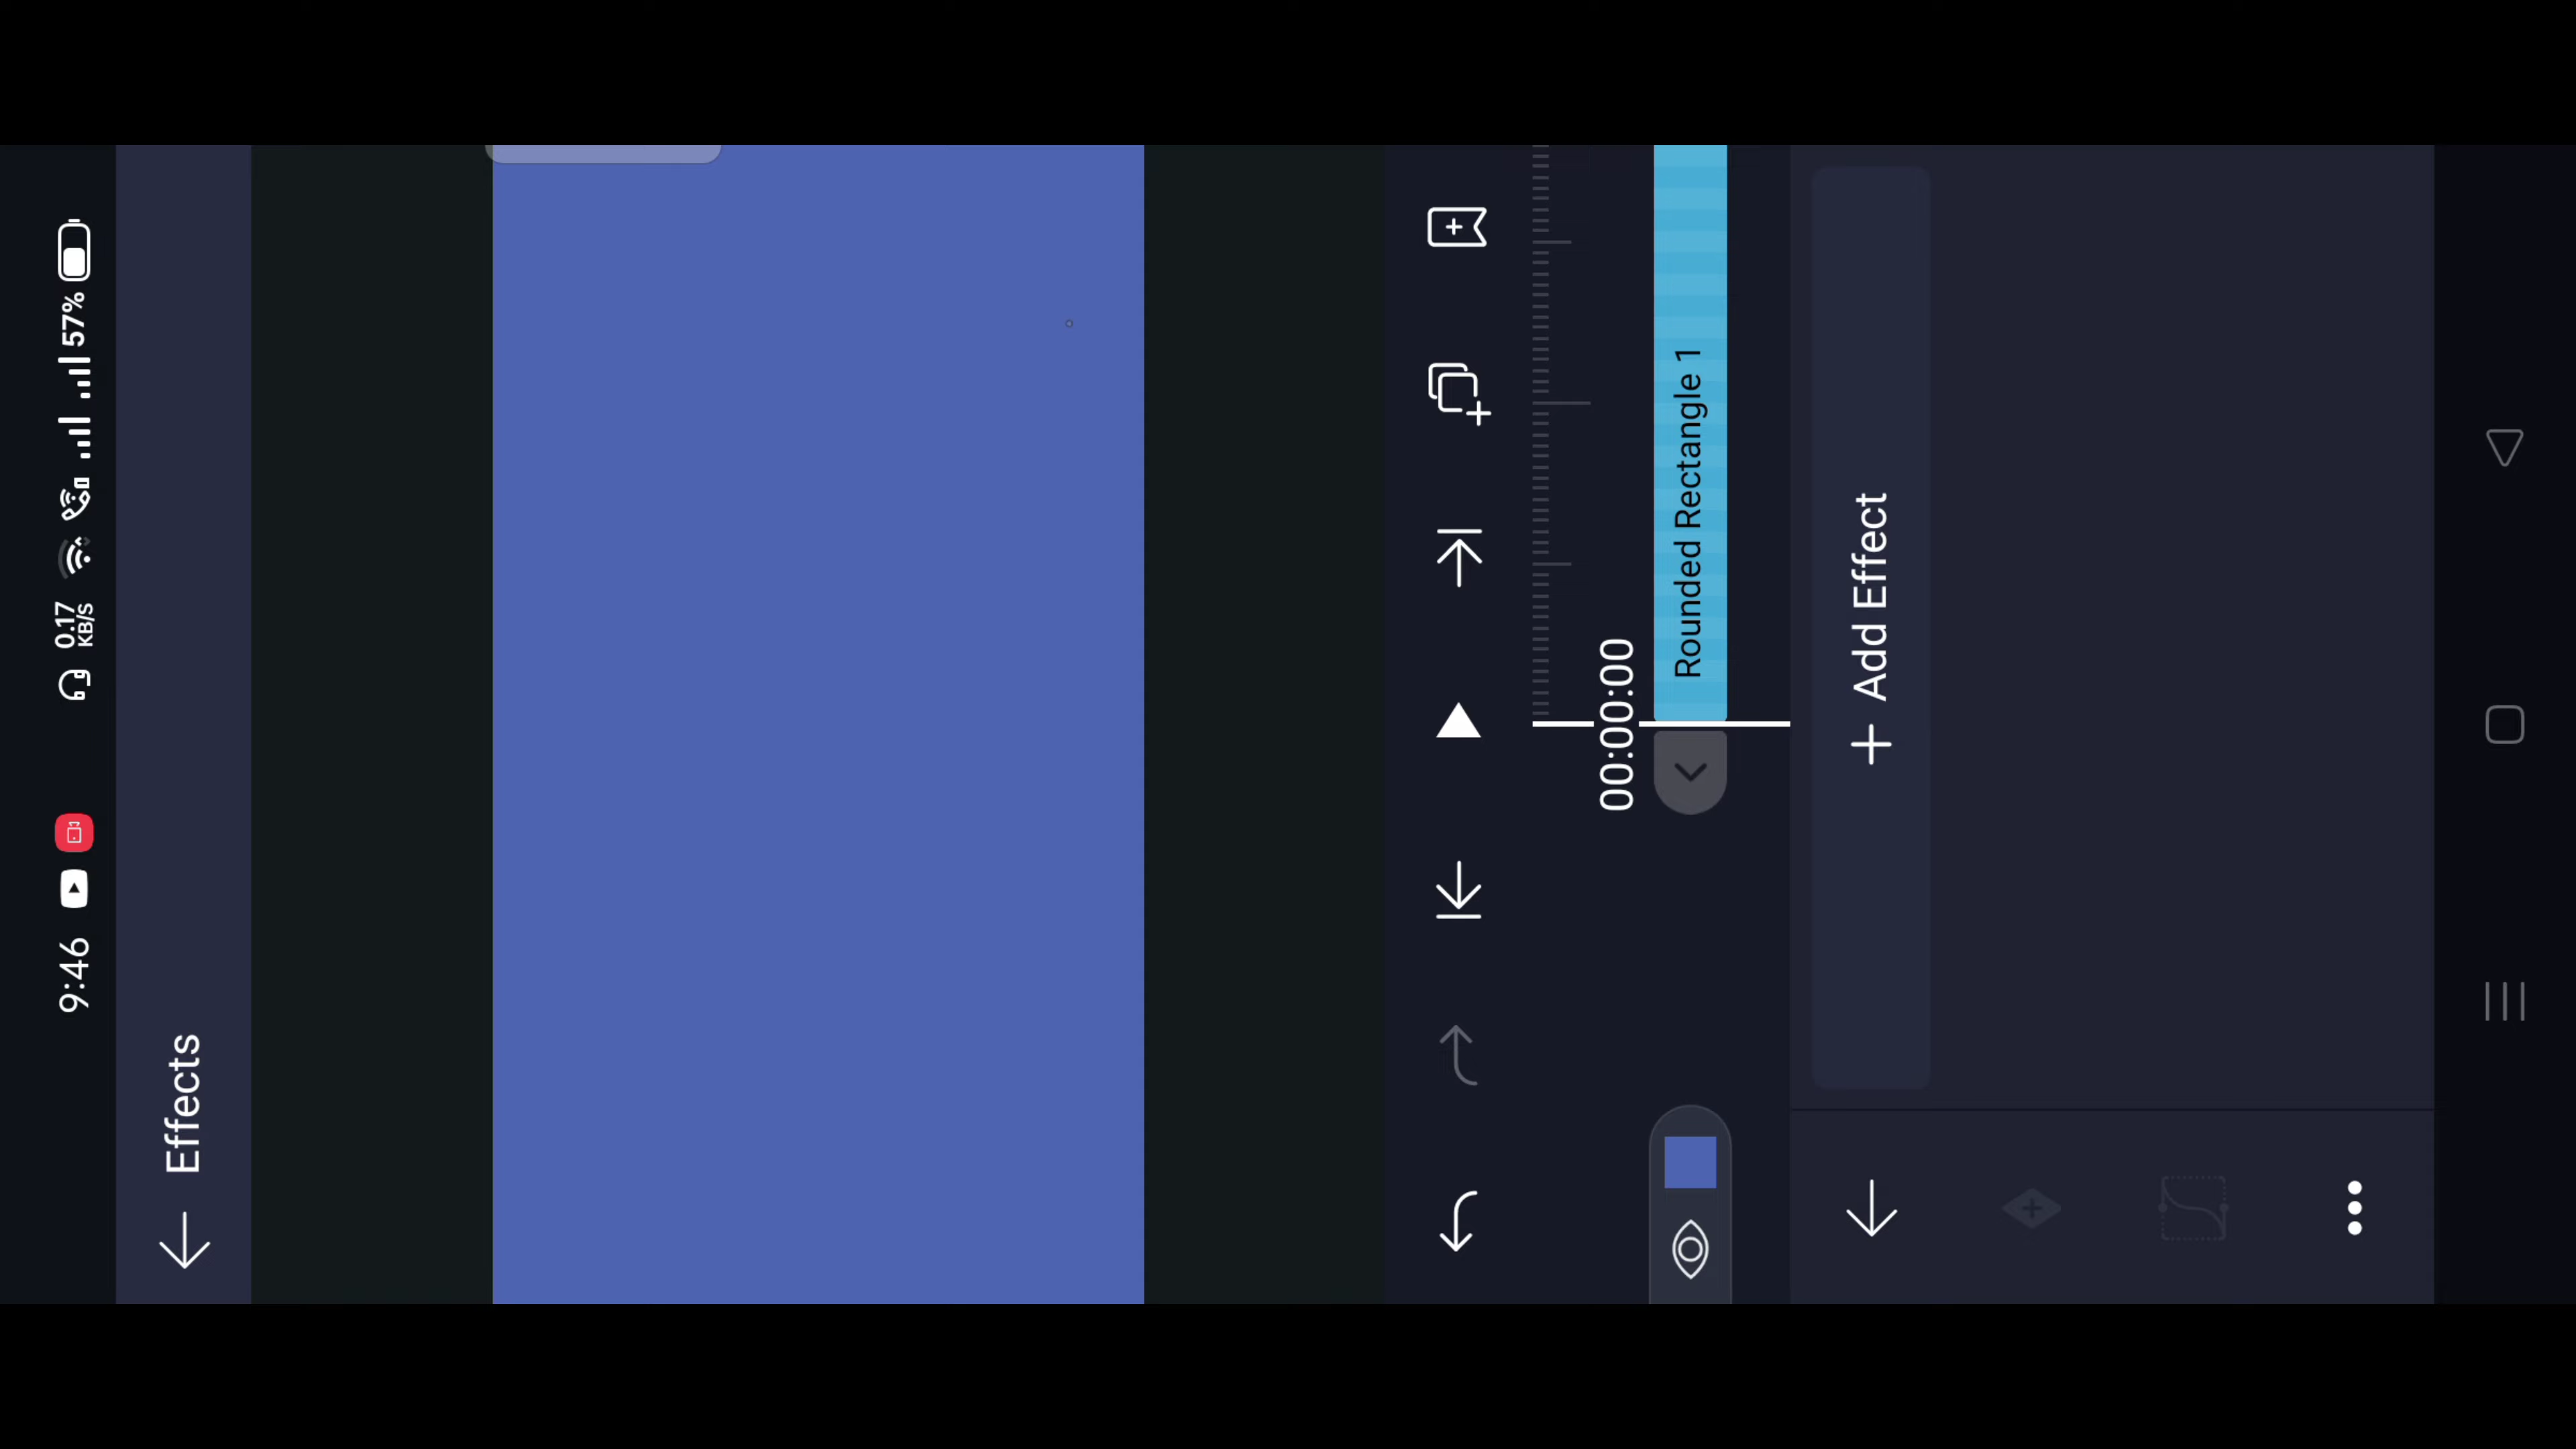 9:46
0.17
KB/S
57%
Effects
00:00:00
Rounded Rectangle 1
+ Add Effect